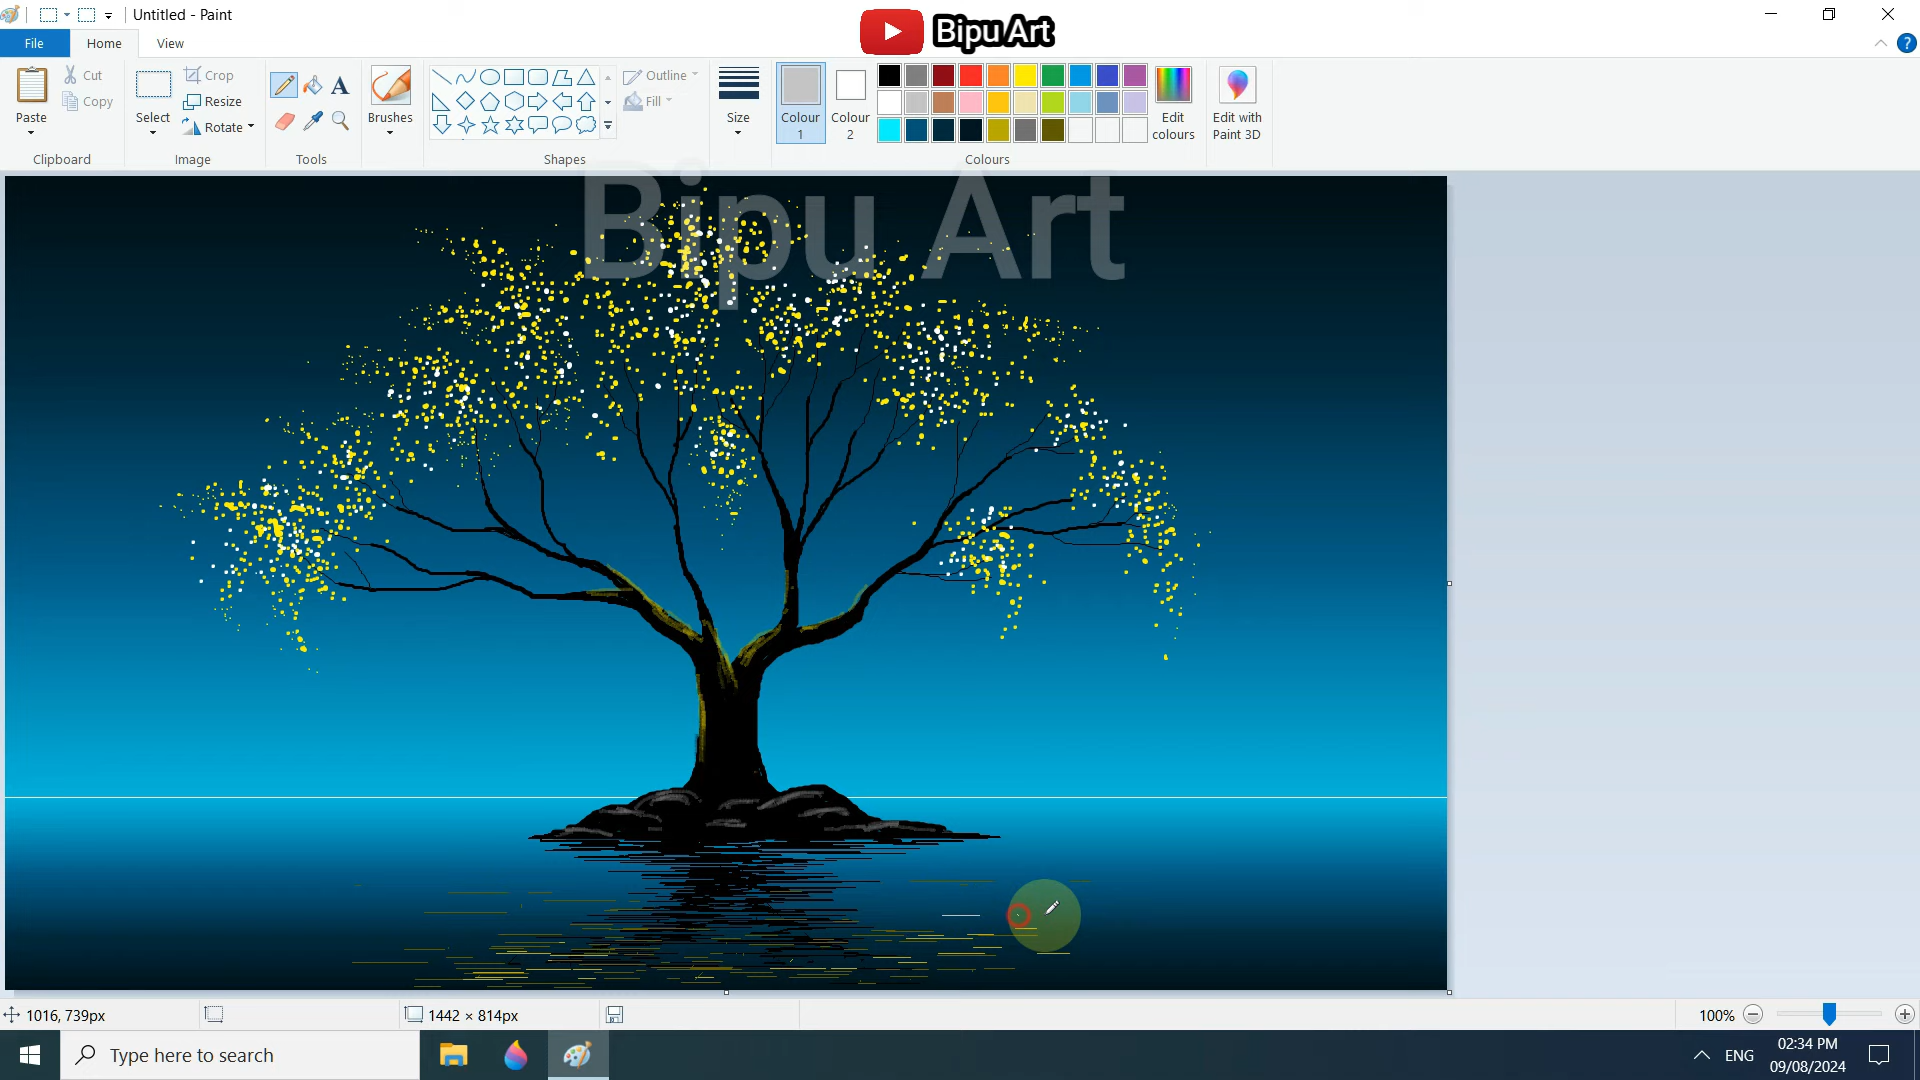 Untitled - Paint
Bipu Art
File
Home
View
?
Paste
Cut
Copy
Clipboard
Select
Crop
Resize
Rotate
Image
A
Tools
Brushes
Outline
Fill
Shapes
Size
Colour
1
Colour
2
Edit
colours
Colours
Edit with
Paint 3D
Bipu Art
1016, 739px
1442 × 814px
100%
Type here to search
ENG
02:34 PM
09/08/2024